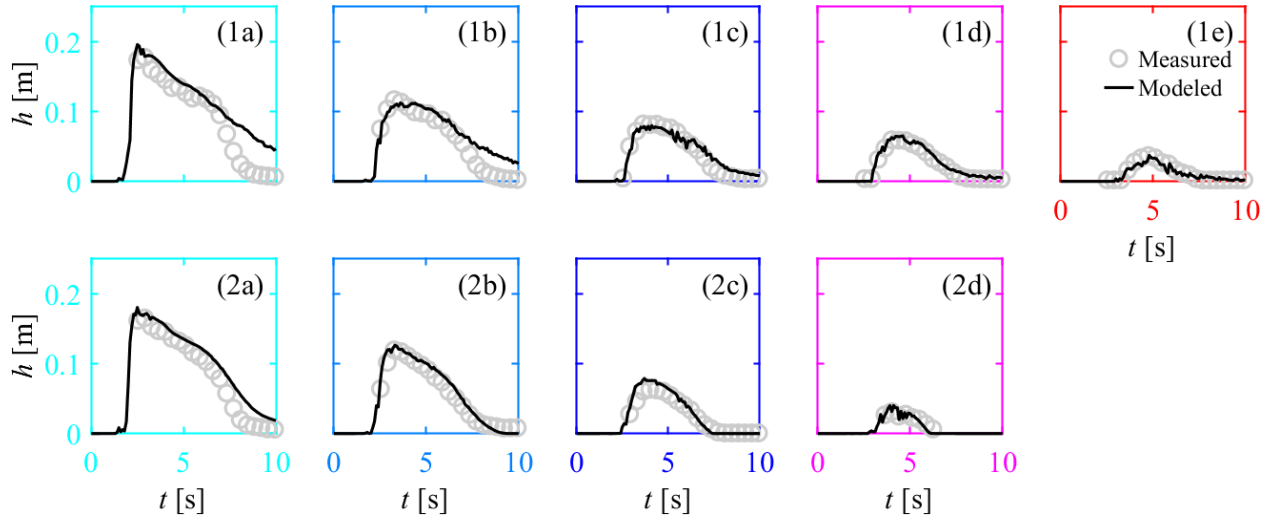 (1a)
(1b)
(1c)
(1d)
(1e)
Measured
Modeled
h [m]
0.2
0.1
0
0 5 10
t [s]
(2a)
(2b)
(2c)
(2d)
h [m]
0.2
0.1
0
0 5 10
0 5 10
0 5 10
0 5 10
t [s]
t [s]
t [s]
t [s]